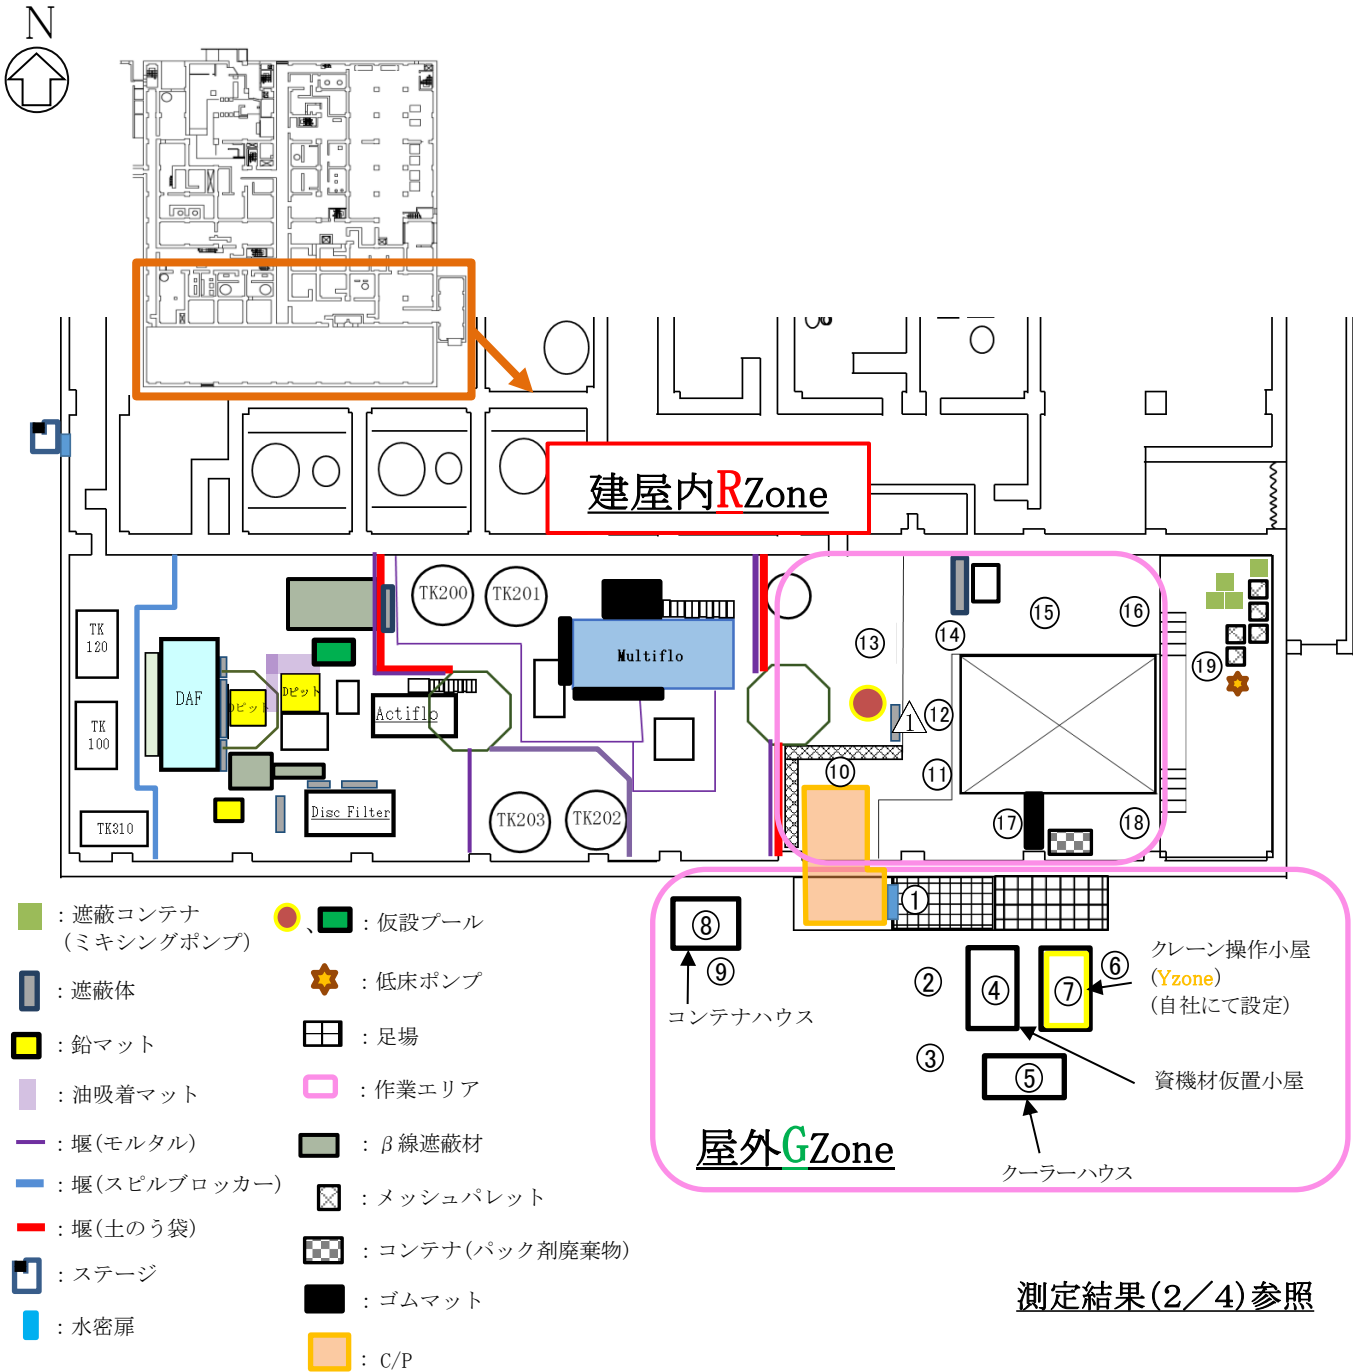 N
建屋内RZone
TK200
TK201
TK
120
DAF
Dピット
Dピット
Multiflo
Actiflo
TK
100
Disc Filter
TK310
TK203
TK202
⑬
⑭
⑮
⑯
⑲
1
⑫
⑩
⑪
⑰
⑱
①
⑧
⑨
②
④
⑦
⑥
③
⑤
コンテナハウス
クレーン操作小屋
(Yzone)
(自社にて設定)
資機材仮置小屋
クーラーハウス
屋外GZone
：遮蔽コンテナ
(ミキシングポンプ)
：遮蔽体
：鉛マット
：油吸着マット
：堰(モルタル)
：堰(スピルブロッカー)
：堰(土のう袋)
：ステージ
：水密扉
、
：仮設プール
：低床ポンプ
：足場
：作業エリア
：β線遮蔽材
：メッシュパレット
：コンテナ(パック剤廃棄物)
：ゴムマット
：C/P
測定結果(2／4)参照